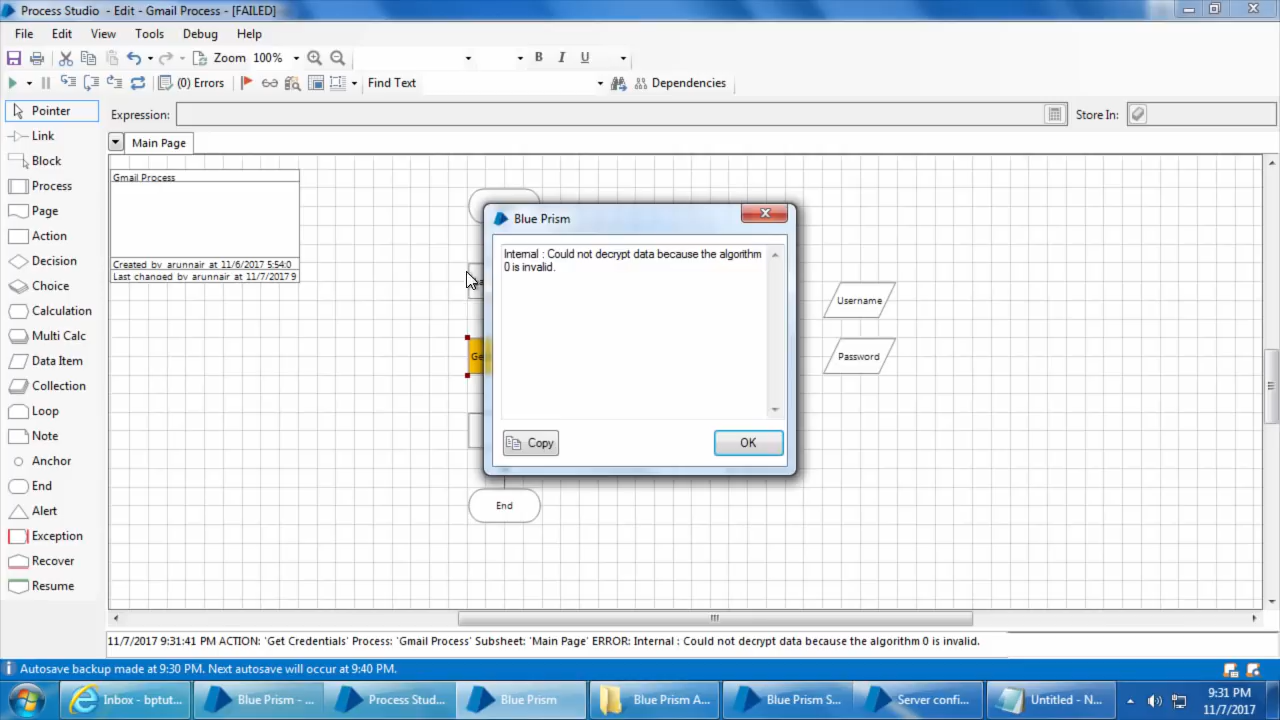 Process Studio - Edit - Gmail Process - [FAILED]
File Edit View Tools Debug Help
Zoom 100% B I U
(0) Errors Find Text Dependencies
Pointer
Link
Block
Process
Page
Action
Decision
Choice
Calculation
Multi Calc
Data Item
Collection
Loop
Note
Anchor
End
Alert
Exception
Recover
Resume
Expression: Store In:
Main Page
Gmail Process
Created by arunnair at 11/6/2017 5:54:0
Last changed by arunnair at 11/7/2017 9
Blue Prism
Internal : Could not decrypt data because the algorithm
0 is invalid.
Copy OK
Ge
End
Username
Password
11/7/2017 9:31:41 PM ACTION: 'Get Credentials' Process: 'Gmail Process' Subsheet: 'Main Page' ERROR: Internal : Could not decrypt data because the algorithm 0 is invalid.
Autosave backup made at 9:30 PM. Next autosave will occur at 9:40 PM.
Inbox - bptut... Blue Prism - ... Process Stud... Blue Prism Blue Prism A... Blue Prism S... Server confi... Untitled - N... 9:31 PM
11/7/2017